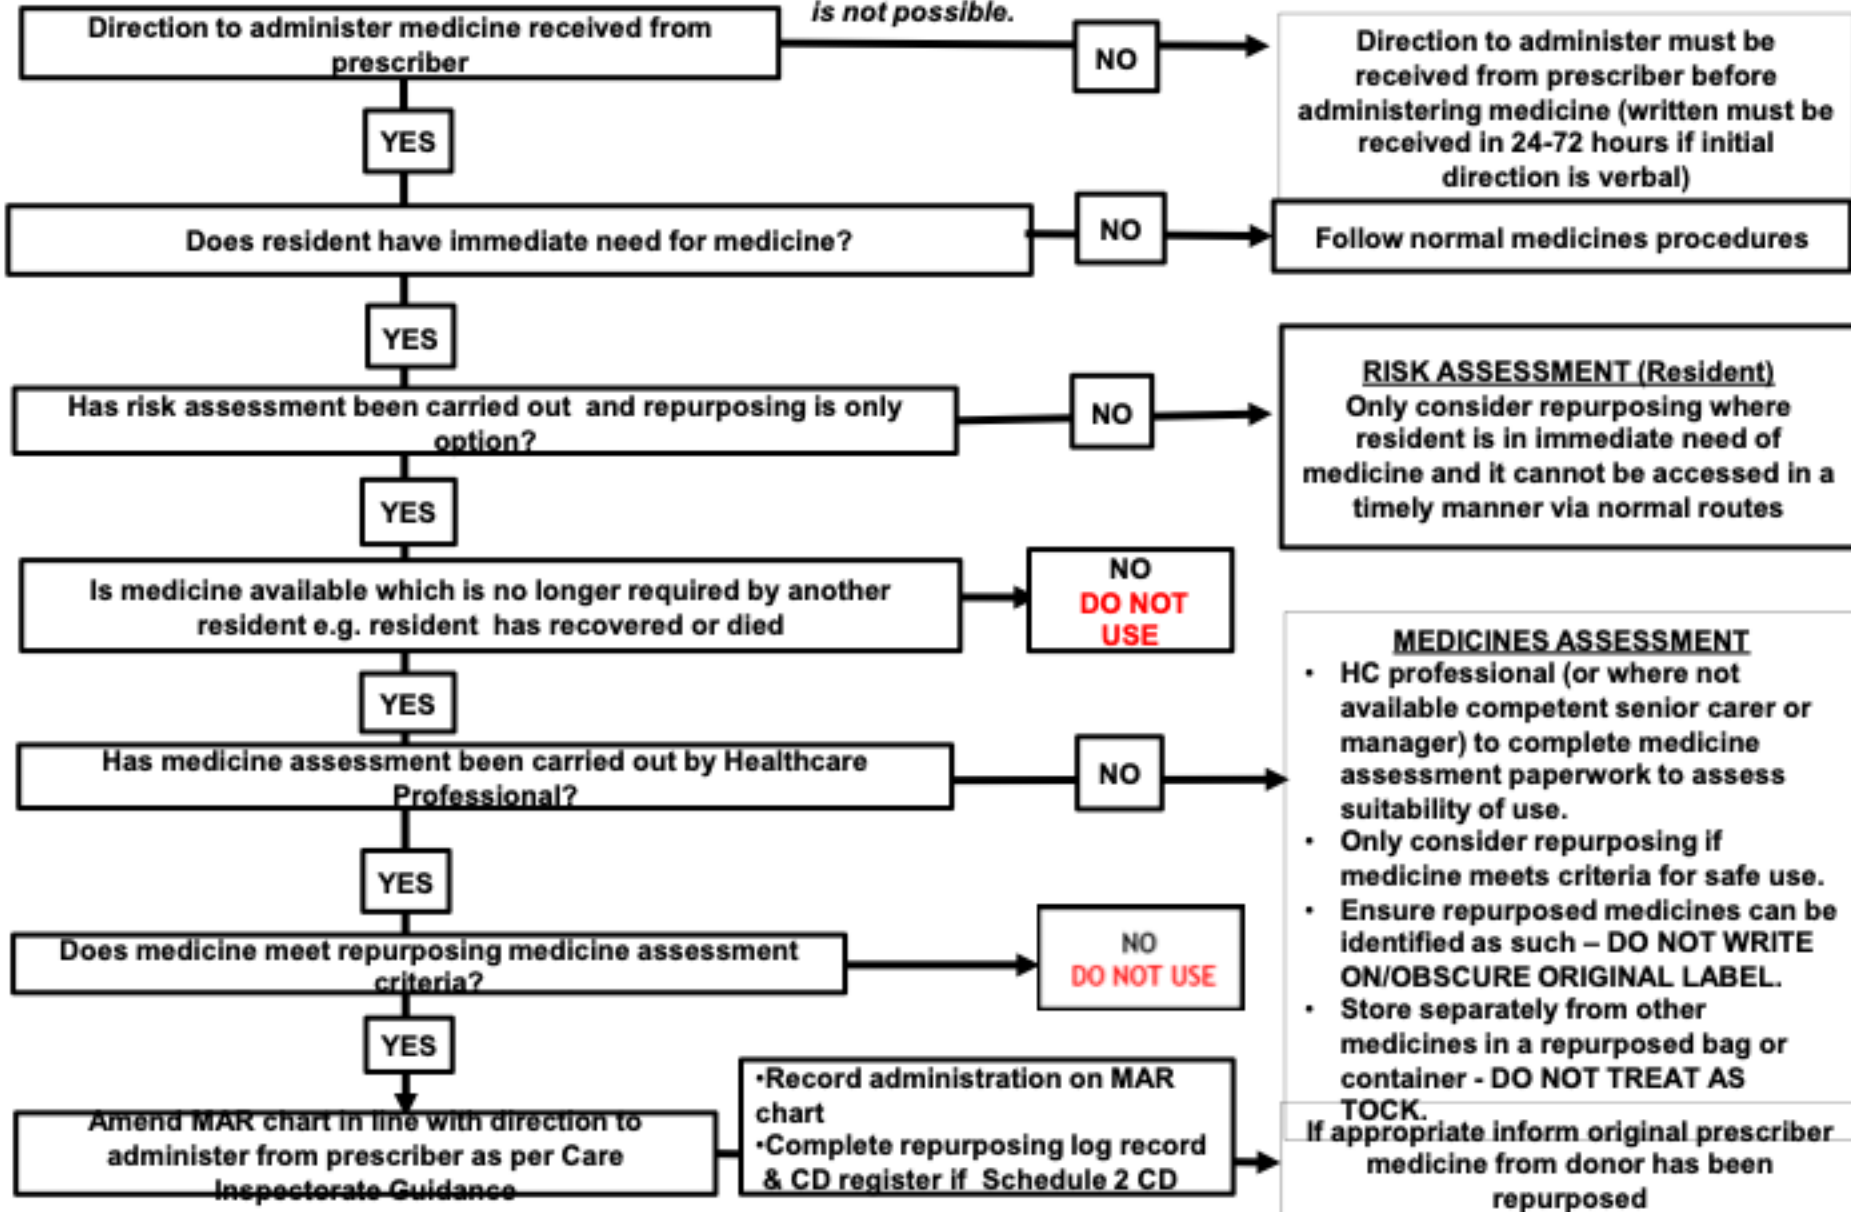 is not possible.
Direction to administer medicine received from
prescriber
NO
Direction to administer must be
received from prescriber before
administering medicine (written must be
received in 24-72 hours if initial
direction is verbal)
YES
Does resident have immediate need for medicine?
NO
Follow normal medicines procedures
YES
Has risk assessment been carried out and repurposing is only
option?
NO
RISK ASSESSMENT (Resident)
Only consider repurposing where
resident is in immediate need of
medicine and it cannot be accessed in a
timely manner via normal routes
YES
Is medicine available which is no longer required by another
resident e.g. resident has recovered or died
NO
DO NOT
USE
YES
Has medicine assessment been carried out by Healthcare
Professional?
NO
MEDICINES ASSESSMENT
• HC professional (or where not
available competent senior carer or
manager) to complete medicine
assessment paperwork to assess
suitability of use.
• Only consider repurposing if
medicine meets criteria for safe use.
• Ensure repurposed medicines can be
identified as such – DO NOT WRITE
ON/OBSCURE ORIGINAL LABEL.
• Store separately from other
medicines in a repurposed bag or
container - DO NOT TREAT AS
TOCK.
YES
Does medicine meet repurposing medicine assessment
criteria?
NO
DO NOT USE
YES
Amend MAR chart in line with direction to
administer from prescriber as per Care
Inspectorate Guidance
•Record administration on MAR
chart
•Complete repurposing log record
& CD register if Schedule 2 CD
If appropriate inform original prescriber
medicine from donor has been
repurposed